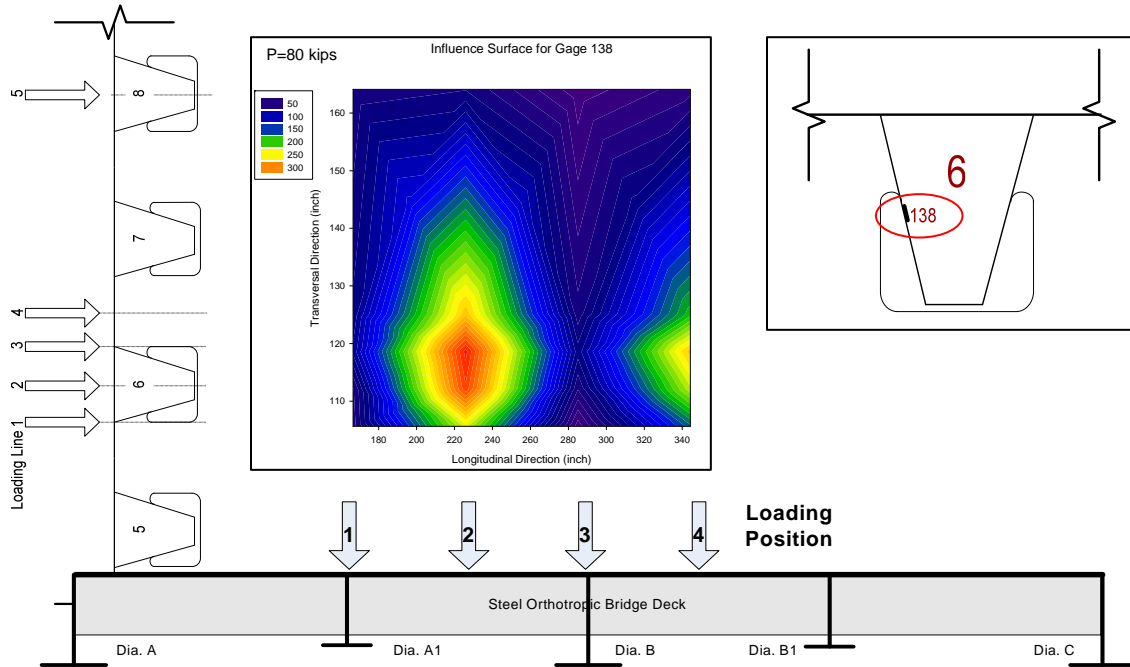 P=80 kips
Influence Surface for Gage 138
50
100
150
200
250
300
160
150
140
130
120
110
Transversal Direction (inch)
180 200 220 240 260 280 300 320 340
Longitudinal Direction (inch)
5
4
3
2
1
Loading Line
8
7
6
5
6
138
1 2 3 4
Loading
Position
Steel Orthotropic Bridge Deck
Dia. A Dia. A1 Dia. B Dia. B1 Dia. C